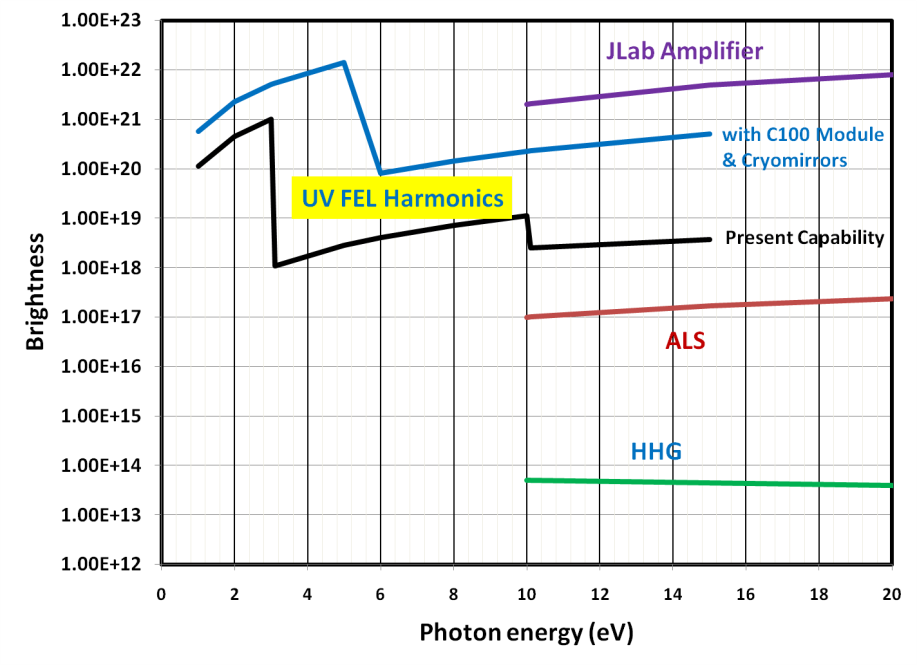 1.00E+23
1.00E+22
1.00E+21
1.00E+20
1.00E+19
1.00E+18
1.00E+17
1.00E+16
1.00E+15
1.00E+14
1.00E+13
1.00E+12
Brightness
JLab Amplifier
with C100 Module
& Cryomirrors
UV FEL Harmonics
Present Capability
ALS
HHG
0 2 4 6 8 10 12 14 16 18 20
Photon energy (eV)